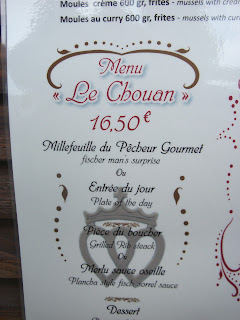 Moules crème 600 gr, frites - mussels with cream
Moules au curry 600 gr, frites - mussels with curry
Menu
« Le Chouan »
16,50 €
Millefeuille du Pêcheur Gourmet
fischer man's surprise
Ou
Entrée du jour
Plate of the day
Pièce du boucher
Grilled Rib steack
Ou
Merlu sauce oseille
Plancha style fisch sorrel sauce
Dessert